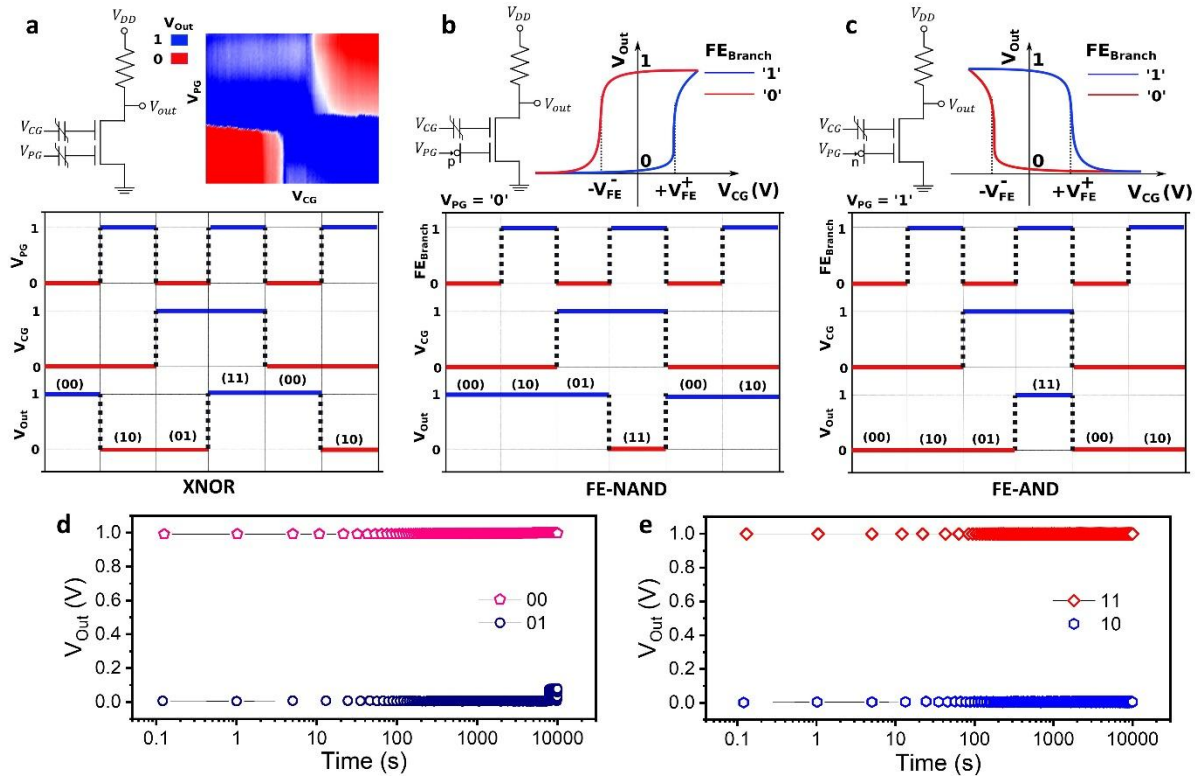 a
V_DD
V_Out
1
0
V_out
V_CG
V_PG
V_PG
V_CG
b
V_DD
V_out
V_CG
V_PG
p
V_PG = '0'
V_Out
1
0
-V_FE^-
+V_FE^+
V_CG (V)
FE_Branch
'1'
'0'
c
V_DD
V_out
V_CG
V_PG
n
V_PG = '1'
V_Out
1
0
-V_FE^-
+V_FE^+
V_CG (V)
FE_Branch
'1'
'0'
V_PG
1
0
V_CG
1
0
V_Out
1
0
(00)
(10)
(01)
(11)
(00)
(10)
XNOR
FE_Branch
1
0
V_CG
1
0
V_Out
1
0
(00)
(10)
(01)
(11)
(00)
(10)
FE-NAND
FE_Branch
1
0
V_CG
1
0
V_Out
1
0
(00)
(10)
(01)
(11)
(00)
(10)
FE-AND
d
V_Out (V)
1.0
0.8
0.6
0.4
0.2
0.0
00
01
0.1 1 10 100 1000 10000
Time (s)
e
V_Out (V)
1.0
0.8
0.6
0.4
0.2
0.0
11
10
0.1 1 10 100 1000 10000
Time (s)